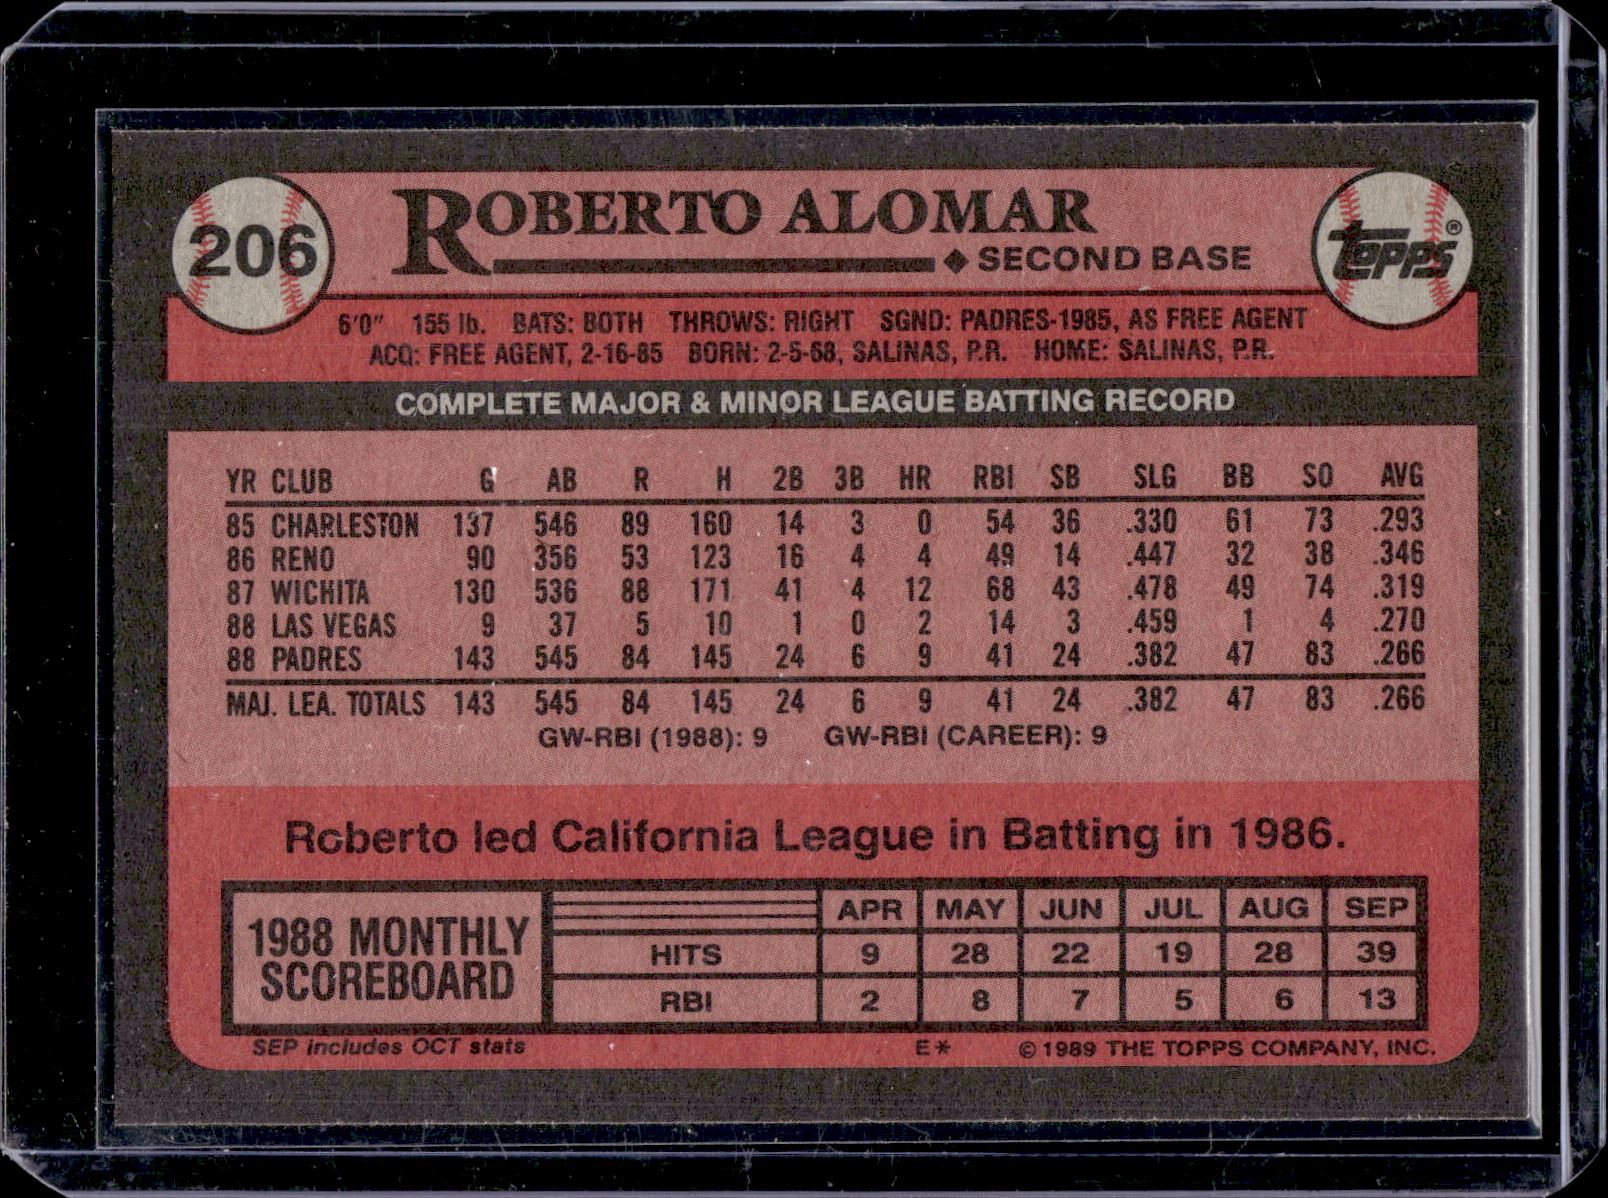 206
ROBERTO ALOMAR
◆ SECOND BASE
TOPPS®
6'0" 155 lb. BATS: BOTH THROWS: RIGHT SGND: PADRES-1985, AS FREE AGENT
ACQ: FREE AGENT, 2-16-85 BORN: 2-5-68, SALINAS, P.R. HOME: SALINAS, P.R.
COMPLETE MAJOR & MINOR LEAGUE BATTING RECORD
YR CLUB G AB R H 2B 3B HR RBI SB SLG BB SO AVG
85 CHARLESTON 137 546 89 160 14 3 0 54 36 .330 61 73 .293
86 RENO 90 356 53 123 16 4 4 49 14 .447 32 38 .346
87 WICHITA 130 536 88 171 41 4 12 68 43 .478 49 74 .319
88 LAS VEGAS 9 37 5 10 1 0 2 14 3 .459 1 4 .270
88 PADRES 143 545 84 145 24 6 9 41 24 .382 47 83 .266
MAJ. LEA. TOTALS 143 545 84 145 24 6 9 41 24 .382 47 83 .266
GW-RBI (1988): 9 GW-RBI (CAREER): 9
Roberto led California League in Batting in 1986.
1988 MONTHLY
SCOREBOARD
APR MAY JUN JUL AUG SEP
HITS 9 28 22 19 28 39
RBI 2 8 7 5 6 13
SEP includes OCT stats E* © 1989 THE TOPPS COMPANY, INC.